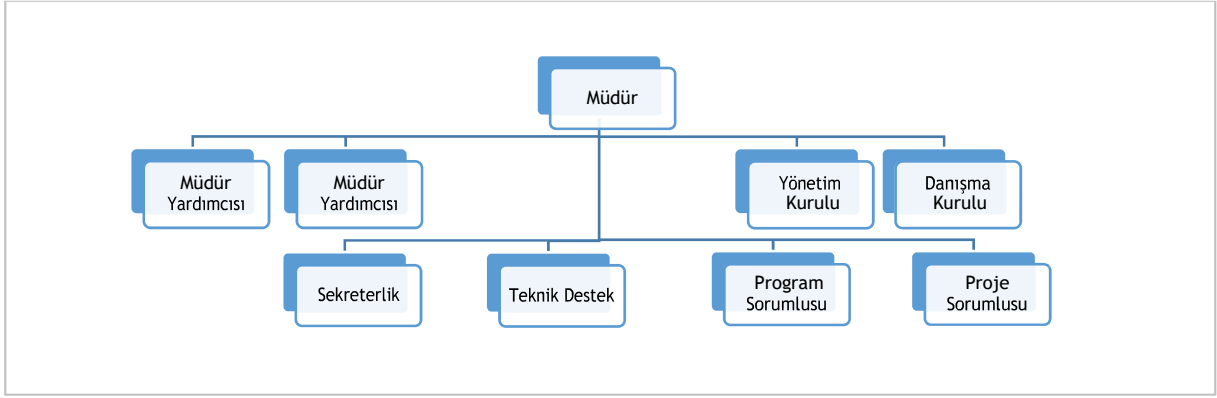 Müdür
Müdür
Yardımcısı
Müdür
Yardımcısı
Yönetim
Kurulu
Danışma
Kurulu
Sekreterlik
Teknik Destek
Program
Sorumlusu
Proje
Sorumlusu